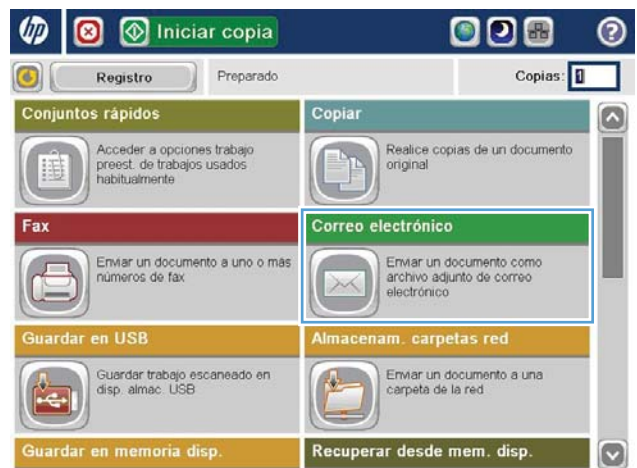 hp Iniciar copia ?
Registro Preparado Copias: 1
Conjuntos rápidos
Acceder a opciones trabajo
preest. de trabajos usados
habitualmente
Copiar
Realice copias de un documento
original
Fax
Enviar un documento a uno o más
números de fax
Correo electrónico
Enviar un documento como
archivo adjunto de correo
electrónico
Guardar en USB
Guardar trabajo escaneado en
disp. almac. USB
Almacenam. carpetas red
Enviar un documento a una
carpeta de la red
Guardar en memoria disp.
Recuperar desde mem. disp.